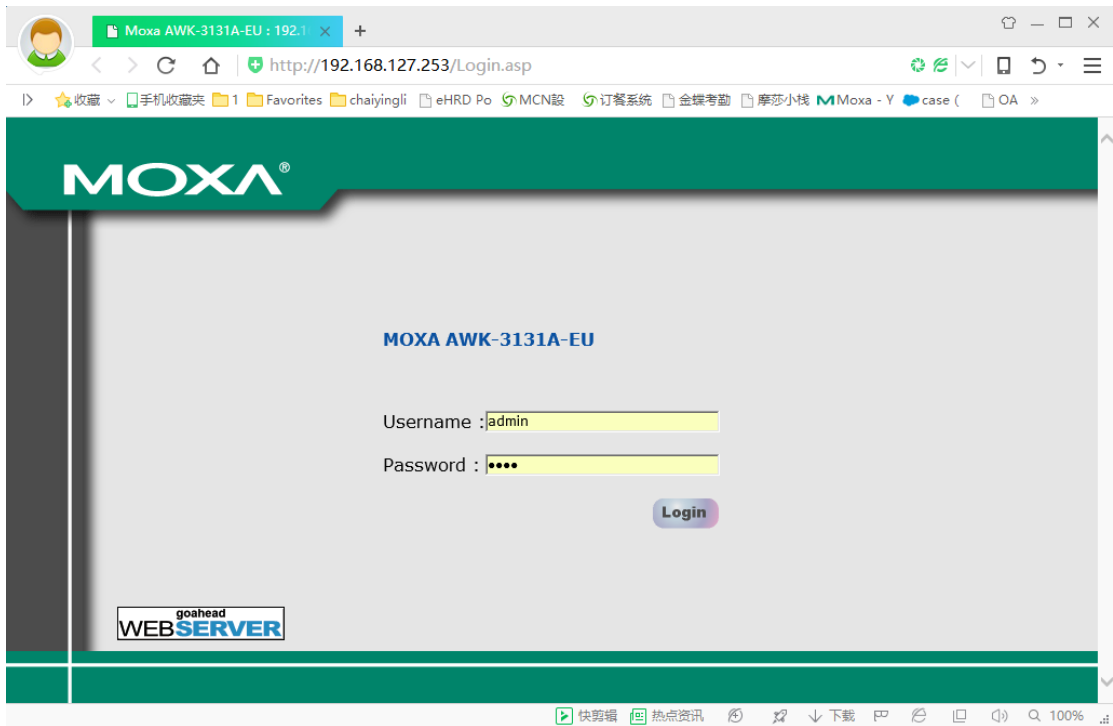 Moxa AWK-3131A-EU : 192.1
http://192.168.127.253/Login.asp
收藏 手机收藏夹 1 Favorites chaiyingli eHRD Po MCN設 订餐系统 金蝶考勤 摩莎小栈 Moxa - Y case ( OA »
MOXA®
MOXA AWK-3131A-EU
Username : admin
Password : ••••
Login
goahead
WEBSERVER
快剪辑 热点资讯 下载 100%